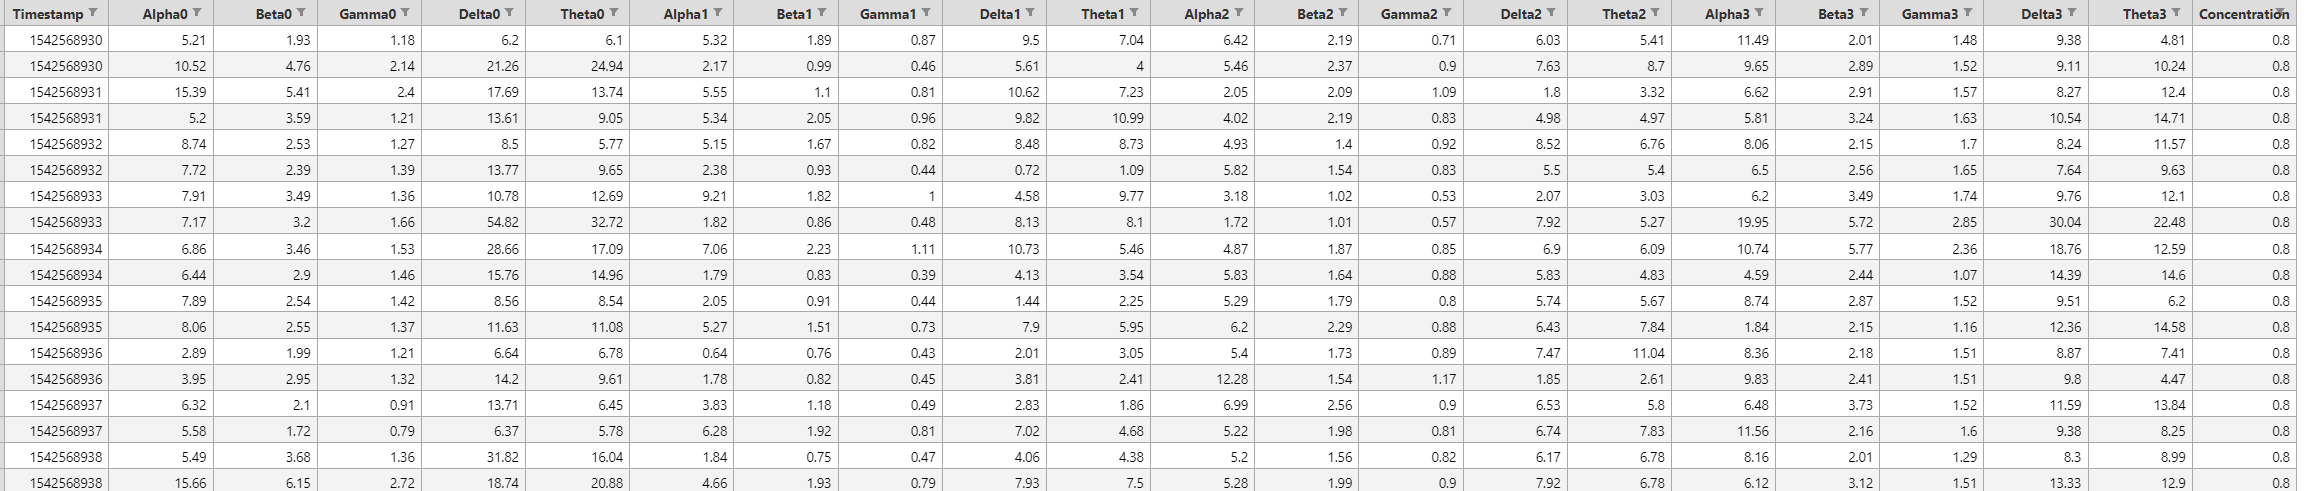 Timestamp Alpha0 Beta0 Gamma0 Delta0 Theta0 Alpha1 Beta1 Gamma1 Delta1 Theta1 Alpha2 Beta2 Gamma2 Delta2 Theta2 Alpha3 Beta3 Gamma3 Delta3 Theta3 Concentration
1542568930 5.21 1.93 1.18 6.2 6.1 5.32 1.89 0.87 9.5 7.04 6.42 2.19 0.71 6.03 5.41 11.49 2.01 1.48 9.38 4.81 0.8
1542568930 10.52 4.76 2.14 21.26 24.94 2.17 0.99 0.46 5.61 4 5.46 2.37 0.9 7.63 8.7 9.65 2.89 1.52 9.11 10.24 0.8
1542568931 15.39 5.41 2.4 17.69 13.74 5.55 1.1 0.81 10.62 7.23 2.05 2.09 1.09 1.8 3.32 6.62 2.91 1.57 8.27 12.4 0.8
1542568931 5.2 3.59 1.21 13.61 9.05 5.34 2.05 0.96 9.82 10.99 4.02 2.19 0.83 4.98 4.97 5.81 3.24 1.63 10.54 14.71 0.8
1542568932 8.74 2.53 1.27 8.5 5.77 5.15 1.67 0.82 8.48 8.73 4.93 1.4 0.92 8.52 6.76 8.06 2.15 1.7 8.24 11.57 0.8
1542568932 7.72 2.39 1.39 13.77 9.65 2.38 0.93 0.44 0.72 1.09 5.82 1.54 0.83 5.5 5.4 6.5 2.56 1.65 7.64 9.63 0.8
1542568933 7.91 3.49 1.36 10.78 12.69 9.21 1.82 1 4.58 9.77 3.18 1.02 0.53 2.07 3.03 6.2 3.49 1.74 9.76 12.1 0.8
1542568933 7.17 3.2 1.66 54.82 32.72 1.82 0.86 0.48 8.13 8.1 1.72 1.01 0.57 7.92 5.27 19.95 5.72 2.85 30.04 22.48 0.8
1542568934 6.86 3.46 1.53 28.66 17.09 7.06 2.23 1.11 10.73 5.46 4.87 1.87 0.85 6.9 6.09 10.74 5.77 2.36 18.76 12.59 0.8
1542568934 6.44 2.9 1.46 15.76 14.96 1.79 0.83 0.39 4.13 3.54 5.83 1.64 0.88 5.83 4.83 4.59 2.44 1.07 14.39 14.6 0.8
1542568935 7.89 2.54 1.42 8.56 8.54 2.05 0.91 0.44 1.44 2.25 5.29 1.79 0.8 5.74 5.67 8.74 2.87 1.52 9.51 6.2 0.8
1542568935 8.06 2.55 1.37 11.63 11.08 5.27 1.51 0.73 7.9 5.95 6.2 2.29 0.88 6.43 7.84 1.84 2.15 1.16 12.36 14.58 0.8
1542568936 2.89 1.99 1.21 6.64 6.78 0.64 0.76 0.43 2.01 3.05 5.4 1.73 0.89 7.47 11.04 8.36 2.18 1.51 8.87 7.41 0.8
1542568936 3.95 2.95 1.32 14.2 9.61 1.78 0.82 0.45 3.81 2.41 12.28 1.54 1.17 1.85 2.61 9.83 2.41 1.51 9.8 4.47 0.8
1542568937 6.32 2.1 0.91 13.71 6.45 3.83 1.18 0.49 2.83 1.86 6.99 2.56 0.9 6.53 5.8 6.48 3.73 1.52 11.59 13.84 0.8
1542568937 5.58 1.72 0.79 6.37 5.78 6.28 1.92 0.81 7.02 4.68 5.22 1.98 0.81 6.74 7.83 11.56 2.16 1.6 9.38 8.25 0.8
1542568938 5.49 3.68 1.36 31.82 16.04 1.84 0.75 0.47 4.06 4.38 5.2 1.56 0.82 6.17 6.78 8.16 2.01 1.29 8.3 8.99 0.8
1542568938 15.66 6.15 2.72 18.74 20.88 4.66 1.93 0.79 7.93 7.5 5.28 1.99 0.9 7.92 6.78 6.12 3.12 1.51 13.33 12.9 0.8